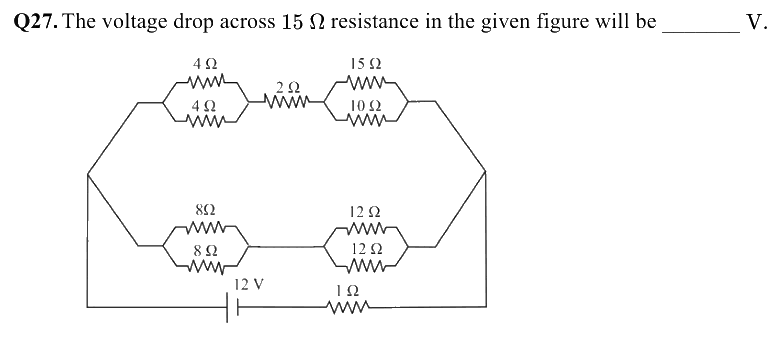 Q27. The voltage drop across 15 Ω resistance in the given figure will be ________ V.
4 Ω
15 Ω
2 Ω
4 Ω
10 Ω
8Ω
12 Ω
8 Ω
12 Ω
12 V
1 Ω